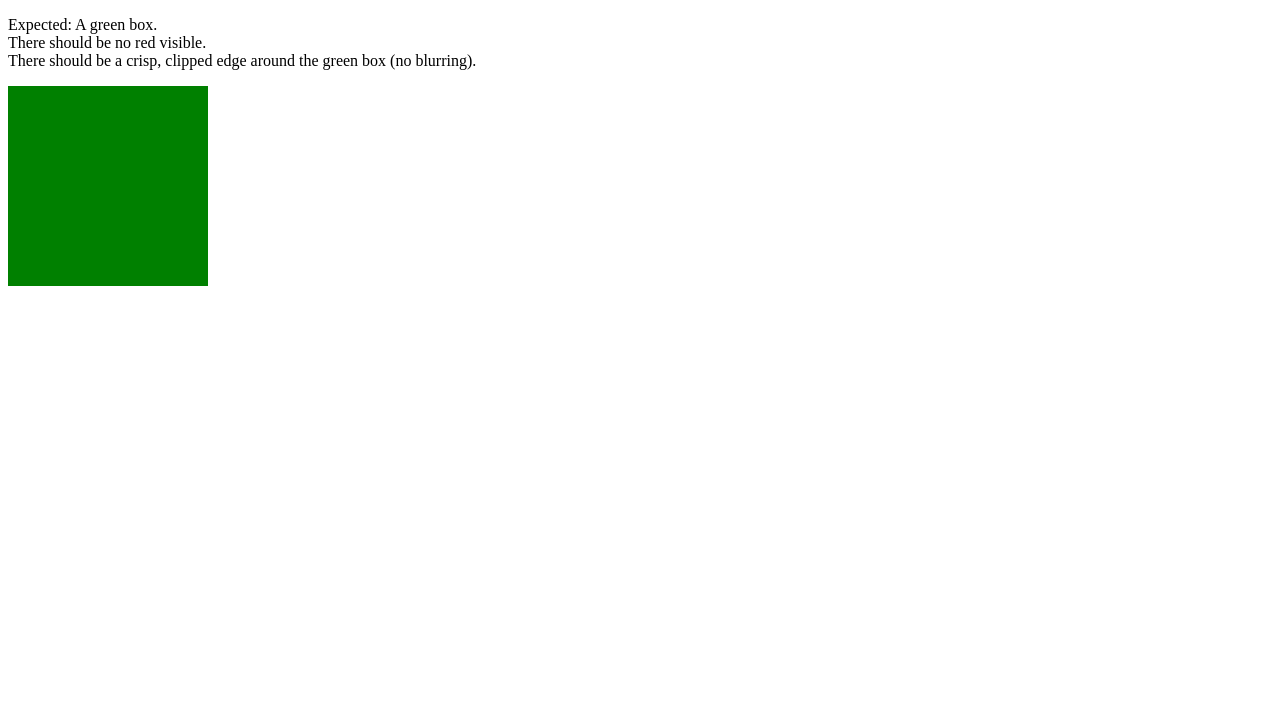 Expected: A green box.
There should be no red visible.
There should be a crisp, clipped edge around the green box (no blurring).